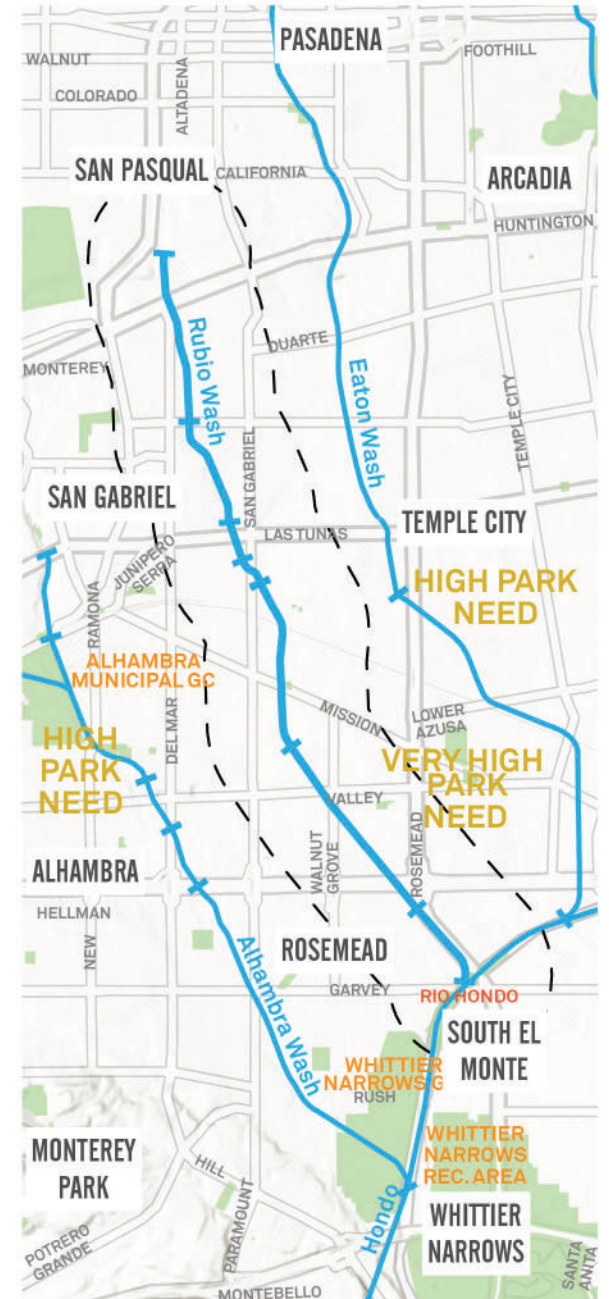 PASADENA
WALNUT
FOOTHILL
COLORADO
ALTADENA
SAN PASQUAL
CALIFORNIA
ARCADIA
HUNTINGTON
Rubio Wash
DUARTE
MONTEREY
Eaton Wash
TEMPLE CITY
SAN GABRIEL
SAN GABRIEL
LAS TUNAS
TEMPLE CITY
JUNIPERO
SERRA
HIGH PARK
NEED
RAMONA
ALHAMBRA
MUNICIPAL GC
DEL MAR
MISSION
LOWER
AZUSA
HIGH
PARK
NEED
VERY HIGH
PARK
NEED
VALLEY
WALNUT
GROVE
ROSEMEAD
ALHAMBRA
HELLMAN
NEW
ROSEMEAD
Alhambra Wash
GARVEY
RIO HONDO
SOUTH EL
MONTE
WHITTIER
NARROWS G
RUSH
WHITTIER
NARROWS
REC. AREA
MONTEREY
PARK
HILL
PARAMOUNT
Hondo
WHITTIER
NARROWS
POTRERO
GRANDE
SANTA
ANITA
MONTEBELLO